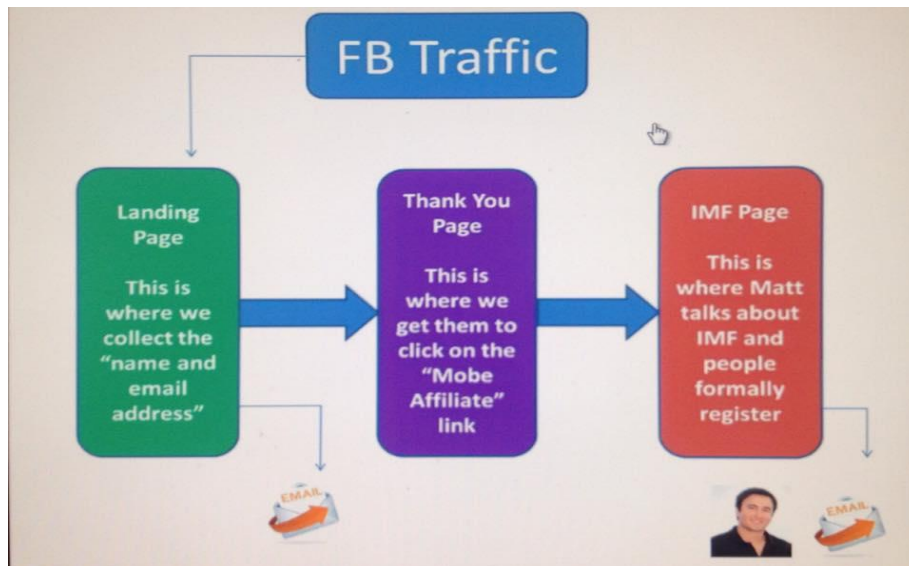 FB Traffic
Landing
Page
This is
where we
collect the
“name and
email
address”
EMAIL
Thank You
Page
This is
where we
get them to
click on the
“Mobe
Affiliate”
link
IMF Page
This is
where Matt
talks about
IMF and
people
formally
register
EMAIL